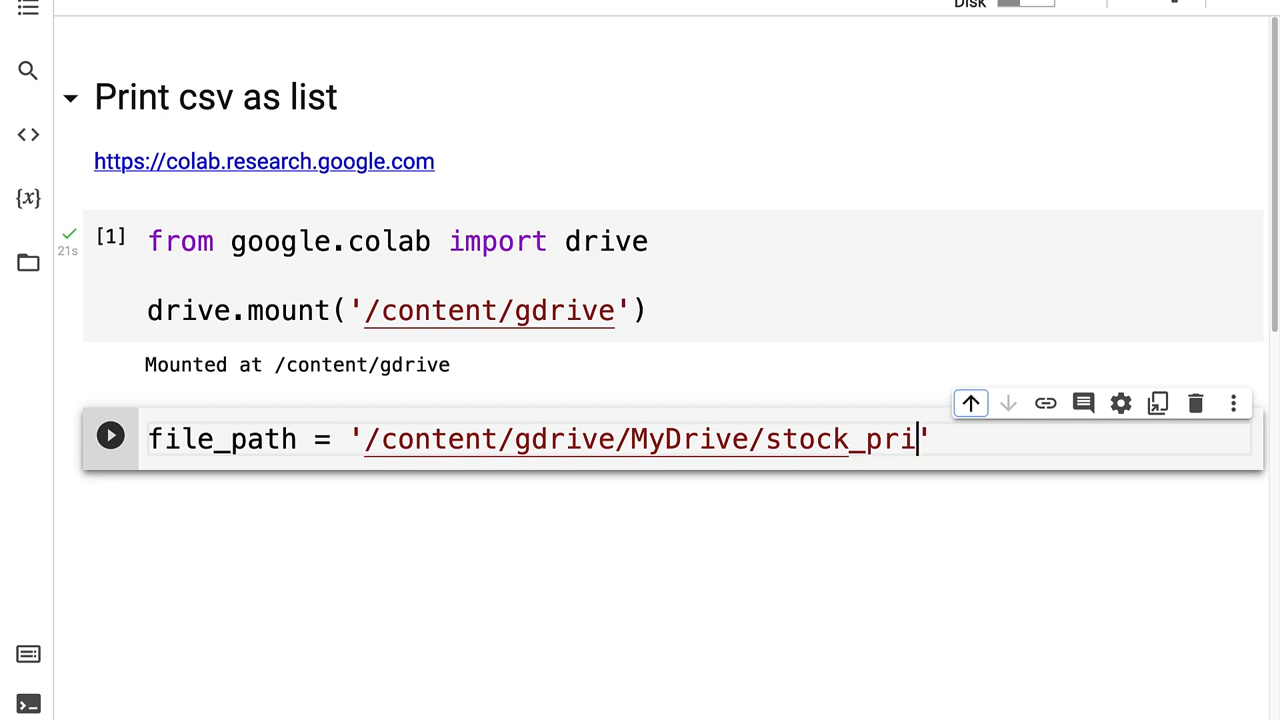 Disk
Print csv as list
https://colab.research.google.com
{x}
[1] from google.colab import drive
21s
drive.mount('/content/gdrive')
Mounted at /content/gdrive
file_path = '/content/gdrive/MyDrive/stock_pri'